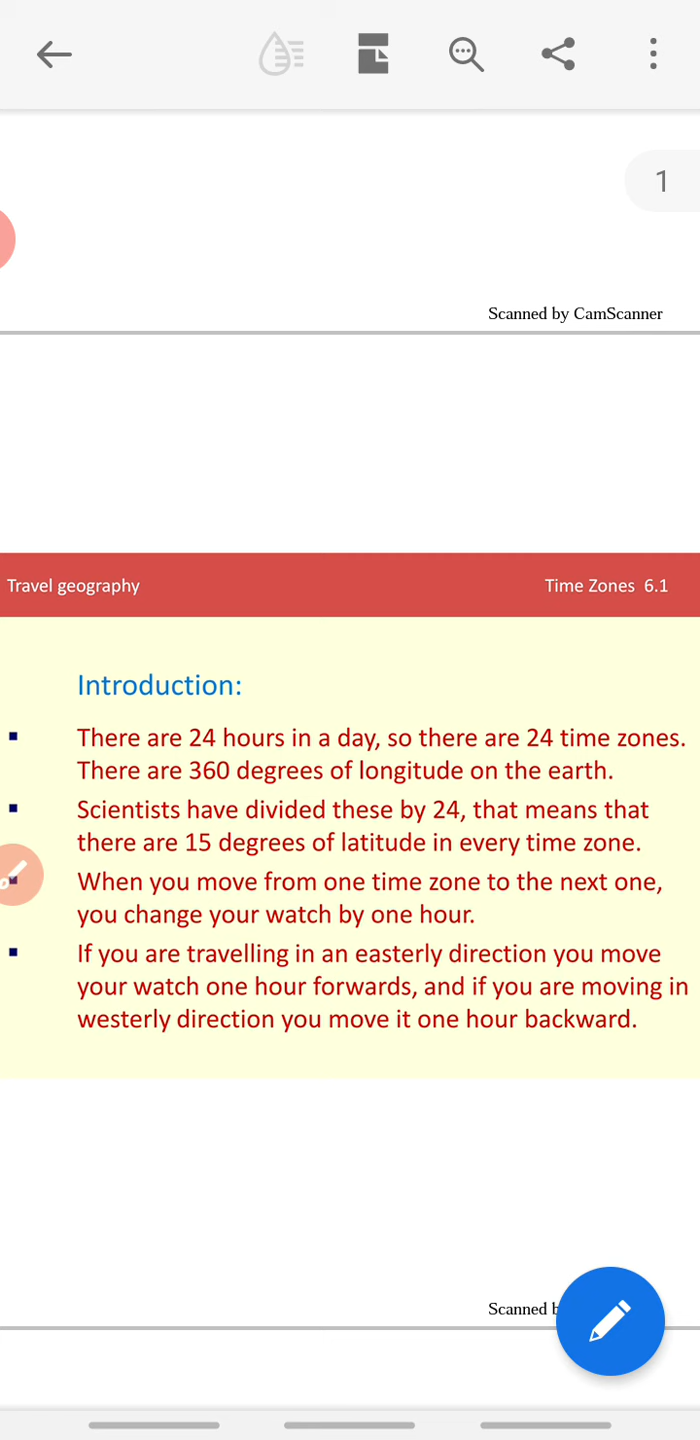 1
Scanned by CamScanner
Travel geography
Time Zones 6.1
Introduction:
There are 24 hours in a day, so there are 24 time zones.
There are 360 degrees of longitude on the earth.
Scientists have divided these by 24, that means that
there are 15 degrees of latitude in every time zone.
When you move from one time zone to the next one,
you change your watch by one hour.
If you are travelling in an easterly direction you move
your watch one hour forwards, and if you are moving in
westerly direction you move it one hour backward.
Scanned